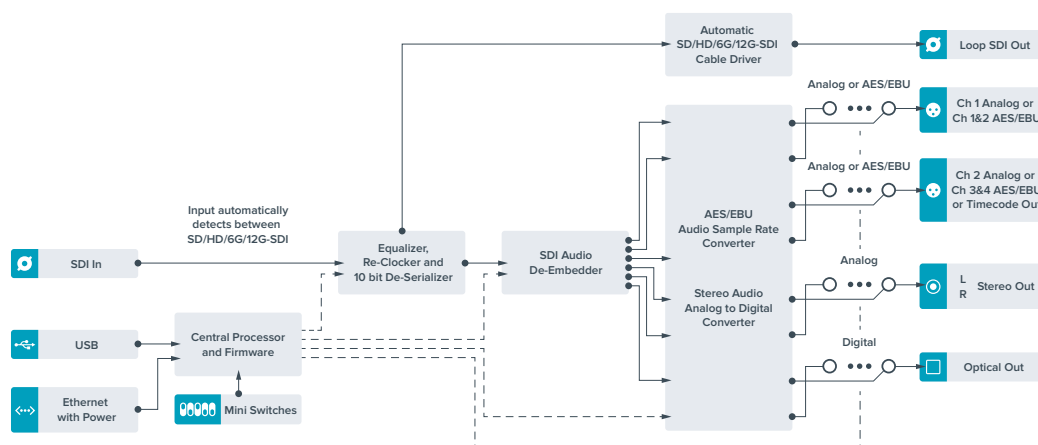 Automatic
SD/HD/6G/12G-SDI
Cable Driver
Loop SDI Out
Analog or AES/EBU
Ch 1 Analog or
Ch 1&2 AES/EBU
Analog or AES/EBU
Ch 2 Analog or
Ch 3&4 AES/EBU
or Timecode Out
Input automatically
detects between
SD/HD/6G/12G-SDI
AES/EBU
Audio Sample Rate
Converter
SDI In
Equalizer,
Re-Clocker and
10 bit De-Serializer
SDI Audio
De-Embedder
Analog
L
R
Stereo Out
Stereo Audio
Analog to Digital
Converter
USB
Central Processor
and Firmware
Digital
Optical Out
Ethernet
with Power
Mini Switches